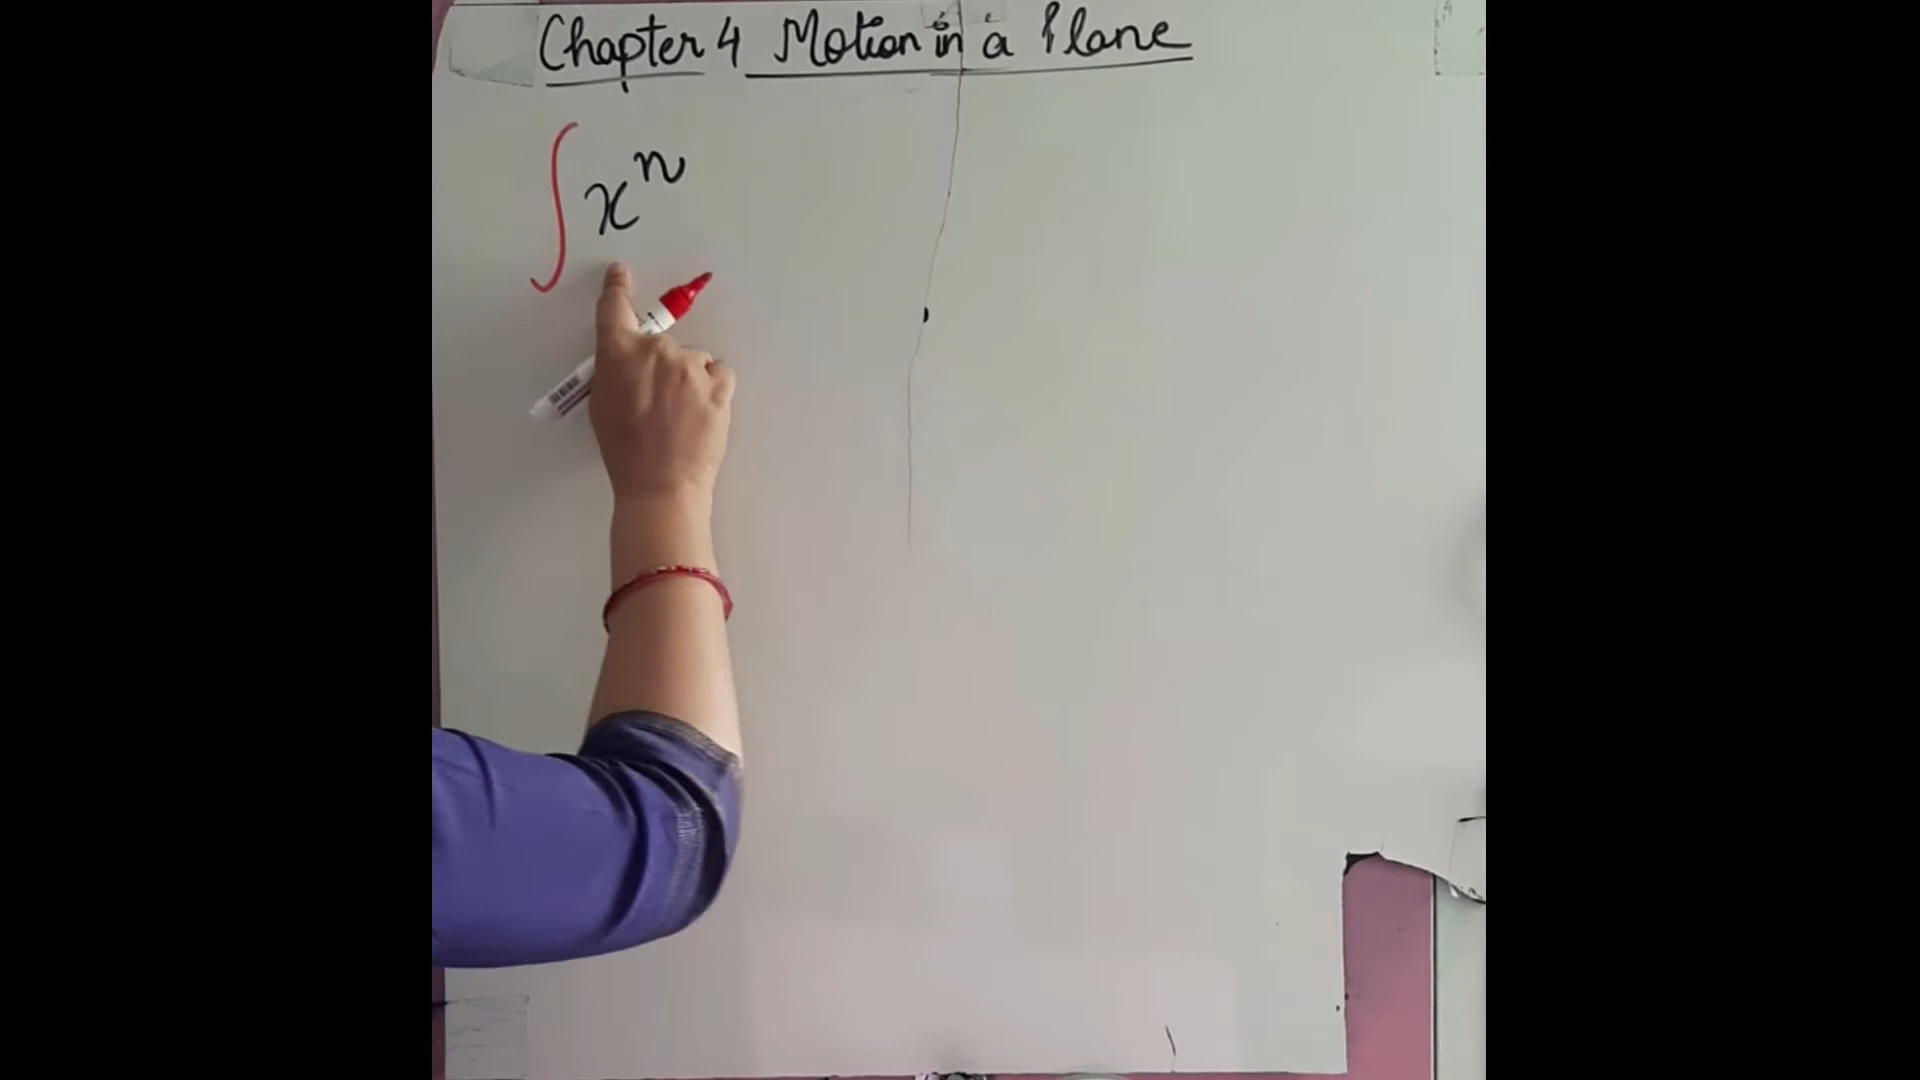 Chapter 4 Motion in a Plane
∫ xⁿ